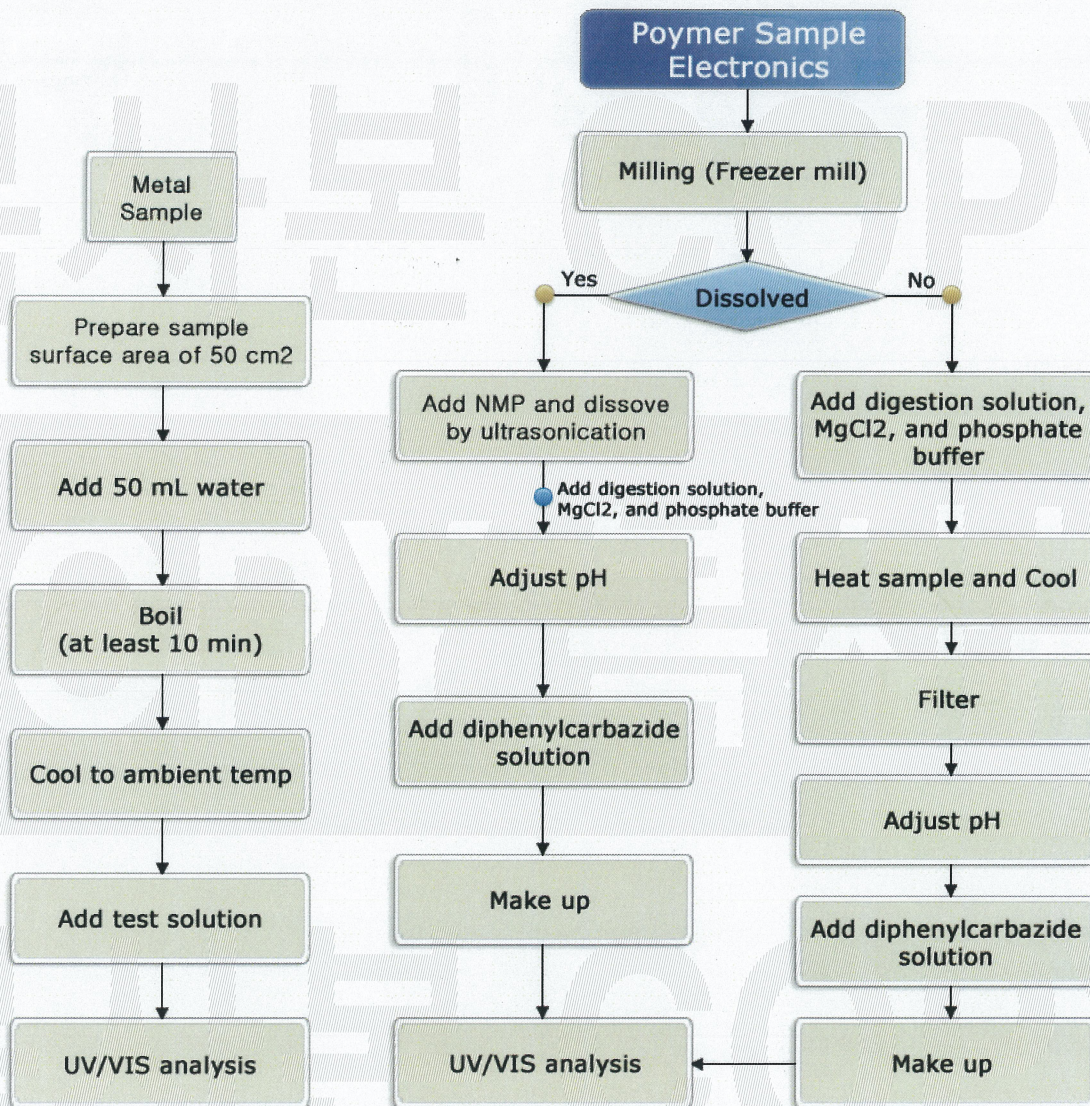 Poymer Sample
Electronics
Milling (Freezer mill)
Dissolved
Yes
No
Metal
Sample
Prepare sample
surface area of 50 cm2
Add 50 mL water
Boil
(at least 10 min)
Cool to ambient temp
Add test solution
UV/VIS analysis
Add NMP and dissove
by ultrasonication
Add digestion solution,
MgCl2, and phosphate buffer
Adjust pH
Add diphenylcarbazide
solution
Make up
UV/VIS analysis
Add digestion solution,
MgCl2, and phosphate
buffer
Heat sample and Cool
Filter
Adjust pH
Add diphenylcarbazide
solution
Make up
COPY
COPY